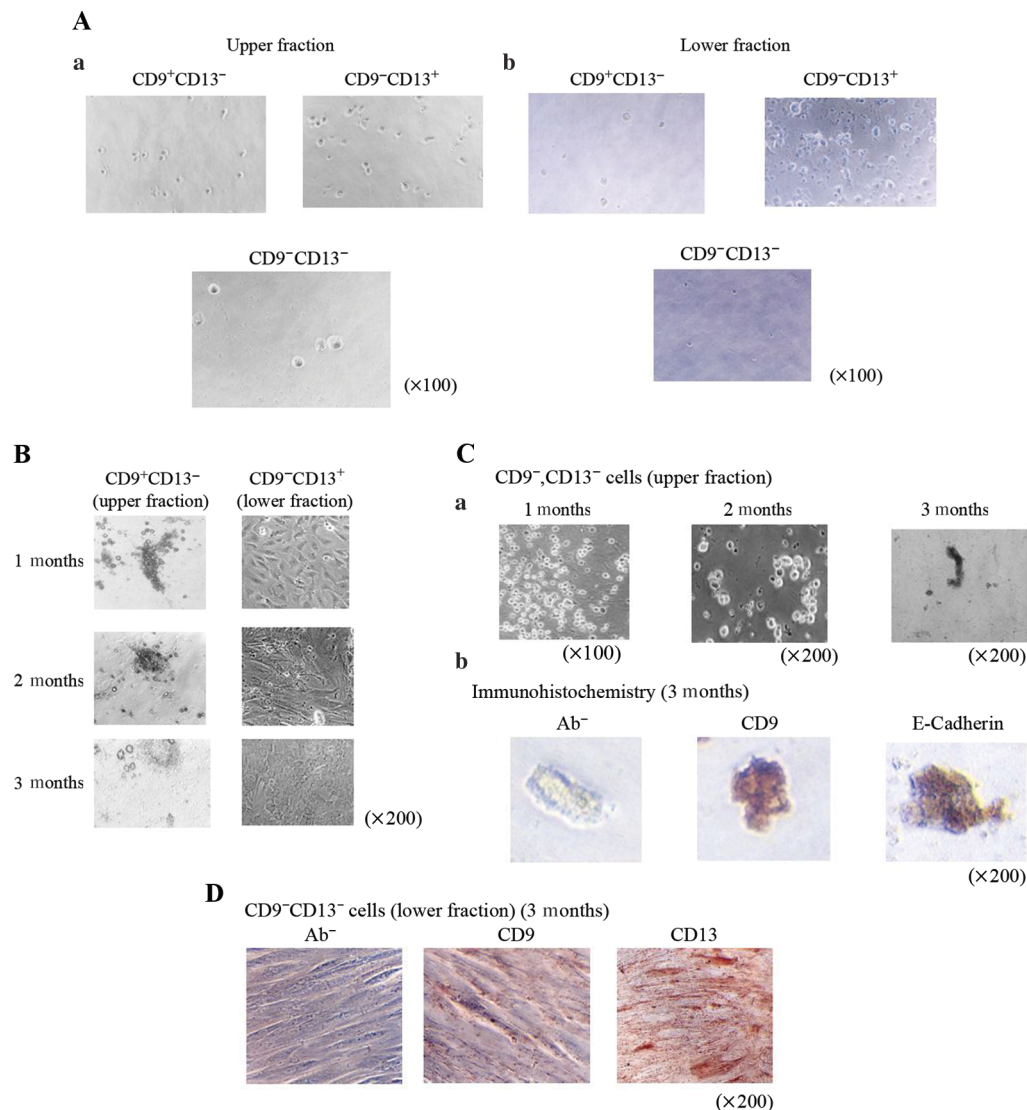 A
Upper fraction
Lower fraction
a
b
CD9⁺CD13⁻
CD9⁻CD13⁺
CD9⁺CD13⁻
CD9⁻CD13⁺
CD9⁻CD13⁻
(×100)
CD9⁻CD13⁻
(×100)
B
CD9⁺CD13⁻
(upper fraction)
CD9⁻CD13⁺
(lower fraction)
1 months
2 months
3 months
(×200)
C
CD9⁻,CD13⁻ cells (upper fraction)
a
1 months
2 months
3 months
(×100)
(×200)
(×200)
b
Immunohistochemistry (3 months)
Ab⁻
CD9
E-Cadherin
(×200)
D
CD9⁻CD13⁻ cells (lower fraction) (3 months)
Ab⁻
CD9
CD13
(×200)